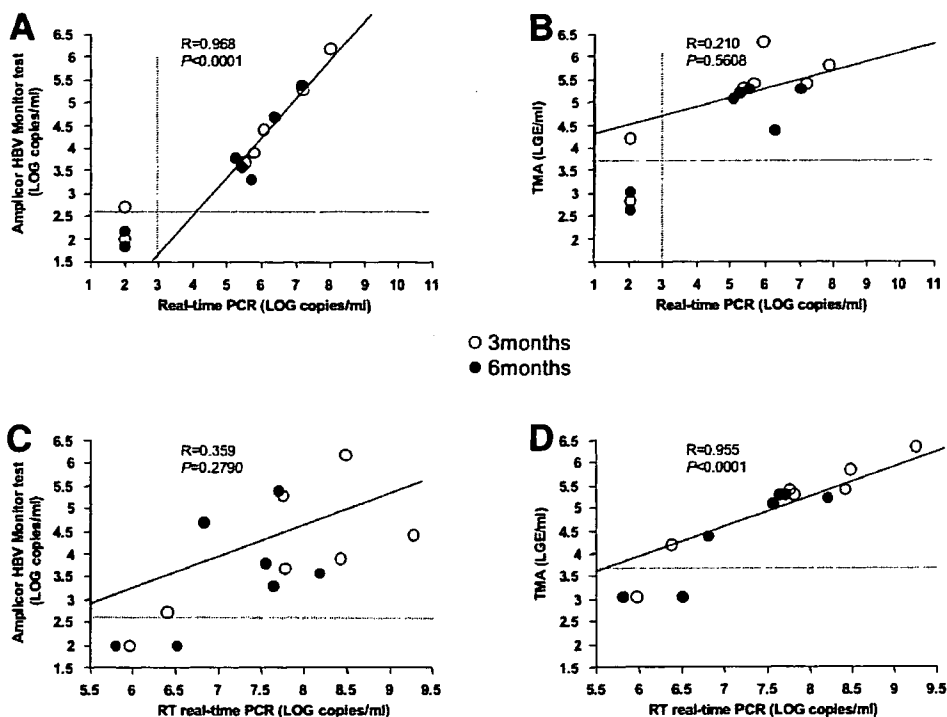 A
R=0.968
P<0.0001
Amplicor HBV Monitor test
(LOG copies/ml)
6.5
6
5.5
5
4.5
4
3.5
3
2.5
2
1.5
1 2 3 4 5 6 7 8 9 10 11
Real-time PCR (LOG copies/ml)
B
R=0.210
P=0.5608
TMA (LGE/ml)
6.5
6
5.5
5
4.5
4
3.5
3
2.5
2
1.5
1 2 3 4 5 6 7 8 9 10 11
Real-time PCR (LOG copies/ml)
3months
6months
C
R=0.359
P=0.2790
Amplicor HBV Monitor test
(LOG copies/ml)
6.5
6
5.5
5
4.5
4
3.5
3
2.5
2
1.5
5.5 6.5 7.5 8.5 9.5
RT real-time PCR (LOG copies/ml)
D
R=0.955
P<0.0001
TMA (LGE/ml)
6.5
6
5.5
5
4.5
4
3.5
3
2.5
2
1.5
5.5 6.5 7.5 8.5 9.5
RT real-time PCR (LOG copies/ml)